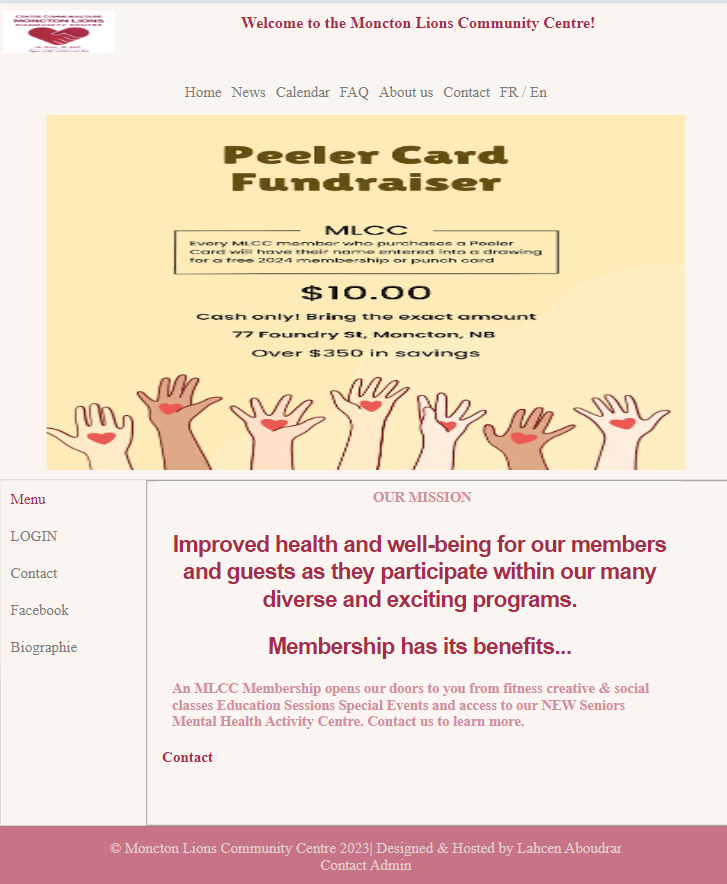 CENTRE COMMUNAUTAIRE
MONCTON LIONS
COMMUNITY CENTRE
Welcome to the Moncton Lions Community Centre!
Home News Calendar FAQ About us Contact FR / En
Peeler Card
Fundraiser
MLCC
Every MLCC member who purchases a Peeler
Card will have their name entered into a drawing
for a free 2024 membership or punch card
$10.00
Cash only! Bring the exact amount
77 Foundry St, Moncton, NB
Over $350 in savings
Menu
LOGIN
Contact
Facebook
Biographie
OUR MISSION
Improved health and well-being for our members
and guests as they participate within our many
diverse and exciting programs.
Membership has its benefits...
An MLCC Membership opens our doors to you from fitness creative & social
classes Education Sessions Special Events and access to our NEW Seniors
Mental Health Activity Centre. Contact us to learn more.
Contact
© Moncton Lions Community Centre 2023| Designed & Hosted by Lahcen Aboudrar
Contact Admin